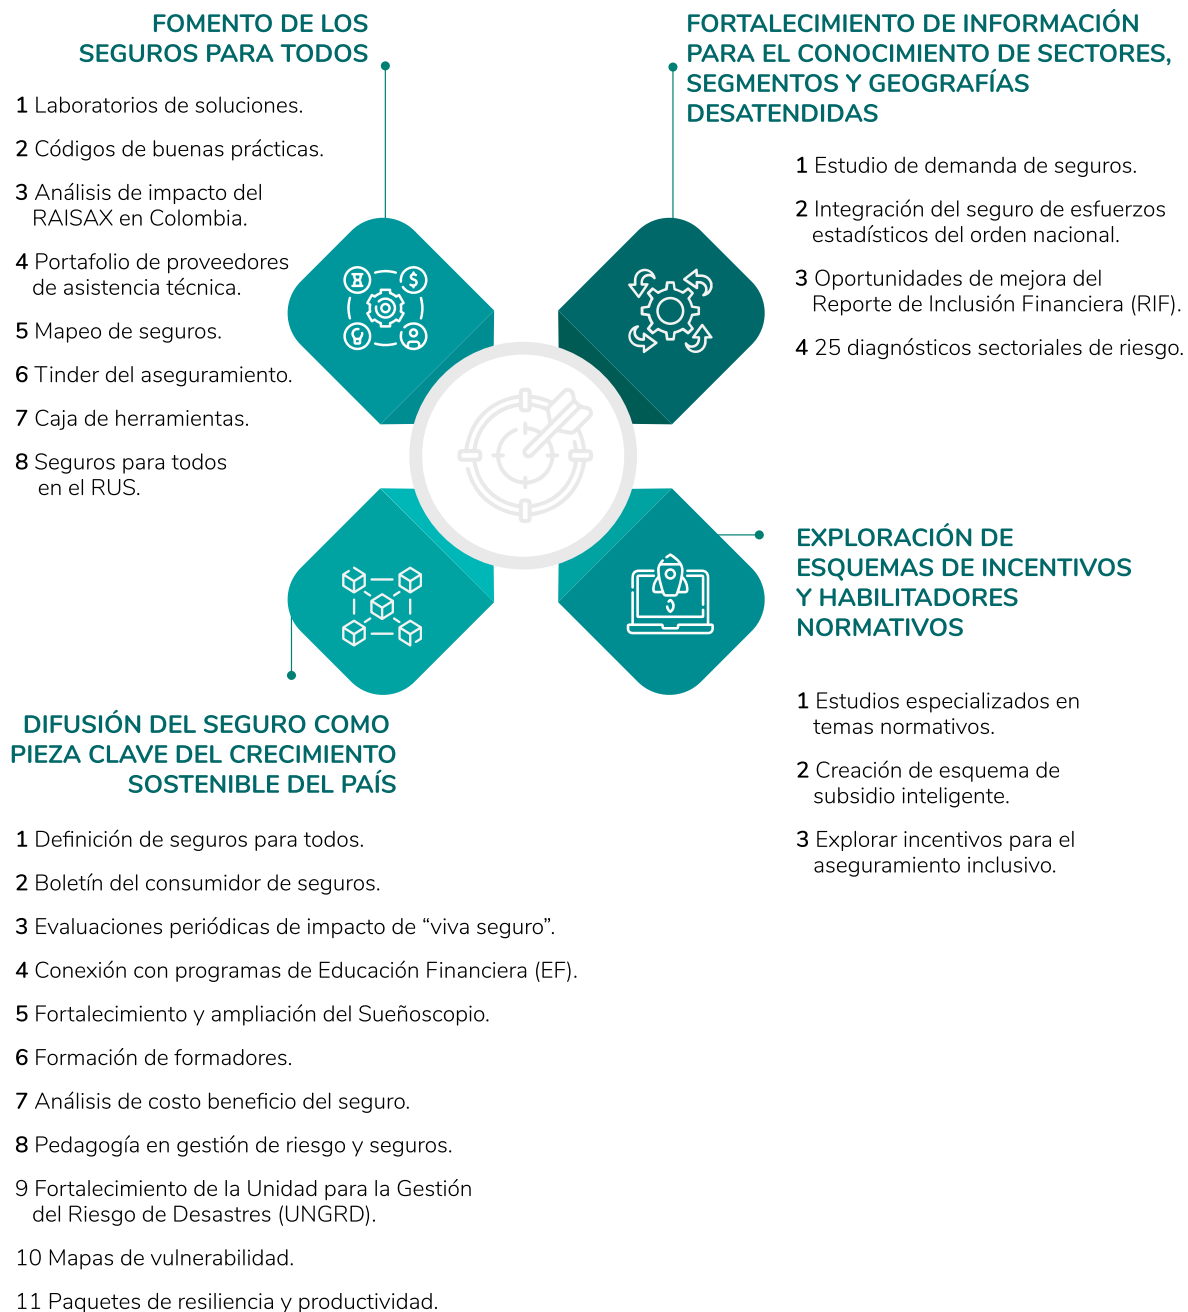 FOMENTO DE LOS
SEGUROS PARA TODOS
1 Laboratorios de soluciones.
2 Códigos de buenas prácticas.
3 Análisis de impacto del
RAISAX en Colombia.
4 Portafolio de proveedores
de asistencia técnica.
5 Mapeo de seguros.
6 Tinder del aseguramiento.
7 Caja de herramientas.
8 Seguros para todos
en el RUS.
FORTALECIMIENTO DE INFORMACIÓN
PARA EL CONOCIMIENTO DE SECTORES,
SEGMENTOS Y GEOGRAFÍAS
DESATENDIDAS
1 Estudio de demanda de seguros.
2 Integración del seguro de esfuerzos
estadísticos del orden nacional.
3 Oportunidades de mejora del
Reporte de Inclusión Financiera (RIF).
4 25 diagnósticos sectoriales de riesgo.
$
EXPLORACIÓN DE
ESQUEMAS DE INCENTIVOS
Y HABILITADORES
NORMATIVOS
1 Estudios especializados en
temas normativos.
2 Creación de esquema de
subsidio inteligente.
3 Explorar incentivos para el
aseguramiento inclusivo.
DIFUSIÓN DEL SEGURO COMO
PIEZA CLAVE DEL CRECIMIENTO
SOSTENIBLE DEL PAÍS
1 Definición de seguros para todos.
2 Boletín del consumidor de seguros.
3 Evaluaciones periódicas de impacto de “viva seguro”.
4 Conexión con programas de Educación Financiera (EF).
5 Fortalecimiento y ampliación del Sueñoscopio.
6 Formación de formadores.
7 Análisis de costo beneficio del seguro.
8 Pedagogía en gestión de riesgo y seguros.
9 Fortalecimiento de la Unidad para la Gestión
del Riesgo de Desastres (UNGRD).
10 Mapas de vulnerabilidad.
11 Paquetes de resiliencia y productividad.